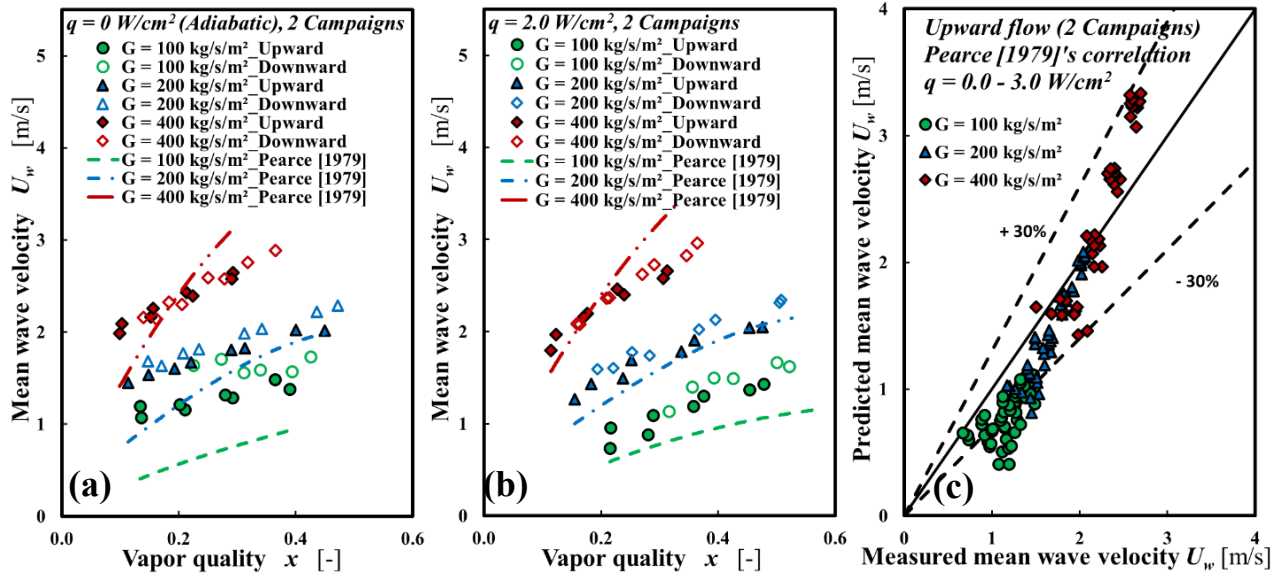 q = 0 W/cm² (Adiabatic), 2 Campaigns
G = 100 kg/s/m²_Upward
G = 100 kg/s/m²_Downward
G = 200 kg/s/m²_Upward
G = 200 kg/s/m²_Downward
G = 400 kg/s/m²_Upward
G = 400 kg/s/m²_Downward
G = 100 kg/s/m²_Pearce [1979]
G = 200 kg/s/m²_Pearce [1979]
G = 400 kg/s/m²_Pearce [1979]
Mean wave velocity U_w [m/s]
5
4
3
2
1
0
(a)
0.0
0.2
0.4
0.6
Vapor quality x [-]
q = 2.0 W/cm², 2 Campaigns
G = 100 kg/s/m²_Upward
G = 100 kg/s/m²_Downward
G = 200 kg/s/m²_Upward
G = 200 kg/s/m²_Downward
G = 400 kg/s/m²_Upward
G = 400 kg/s/m²_Downward
G = 100 kg/s/m²_Pearce [1979]
G = 200 kg/s/m²_Pearce [1979]
G = 400 kg/s/m²_Pearce [1979]
Mean wave velocity U_w [m/s]
5
4
3
2
1
0
(b)
0.0
0.2
0.4
0.6
Vapor quality x [-]
Upward flow (2 Campaigns)
Pearce [1979]'s correlation
q = 0.0 - 3.0 W/cm²
G = 100 kg/s/m²
G = 200 kg/s/m²
G = 400 kg/s/m²
+ 30%
- 30%
Predicted mean wave velocity U_w [m/s]
4
3
2
1
0
(c)
0
1
2
3
4
Measured mean wave velocity U_w [m/s]